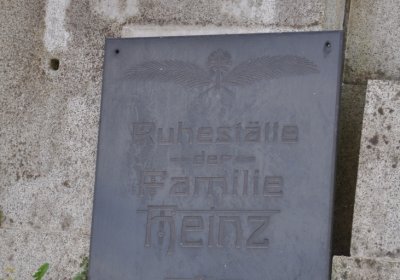 Ruhestätte
der
Familie
Heinz